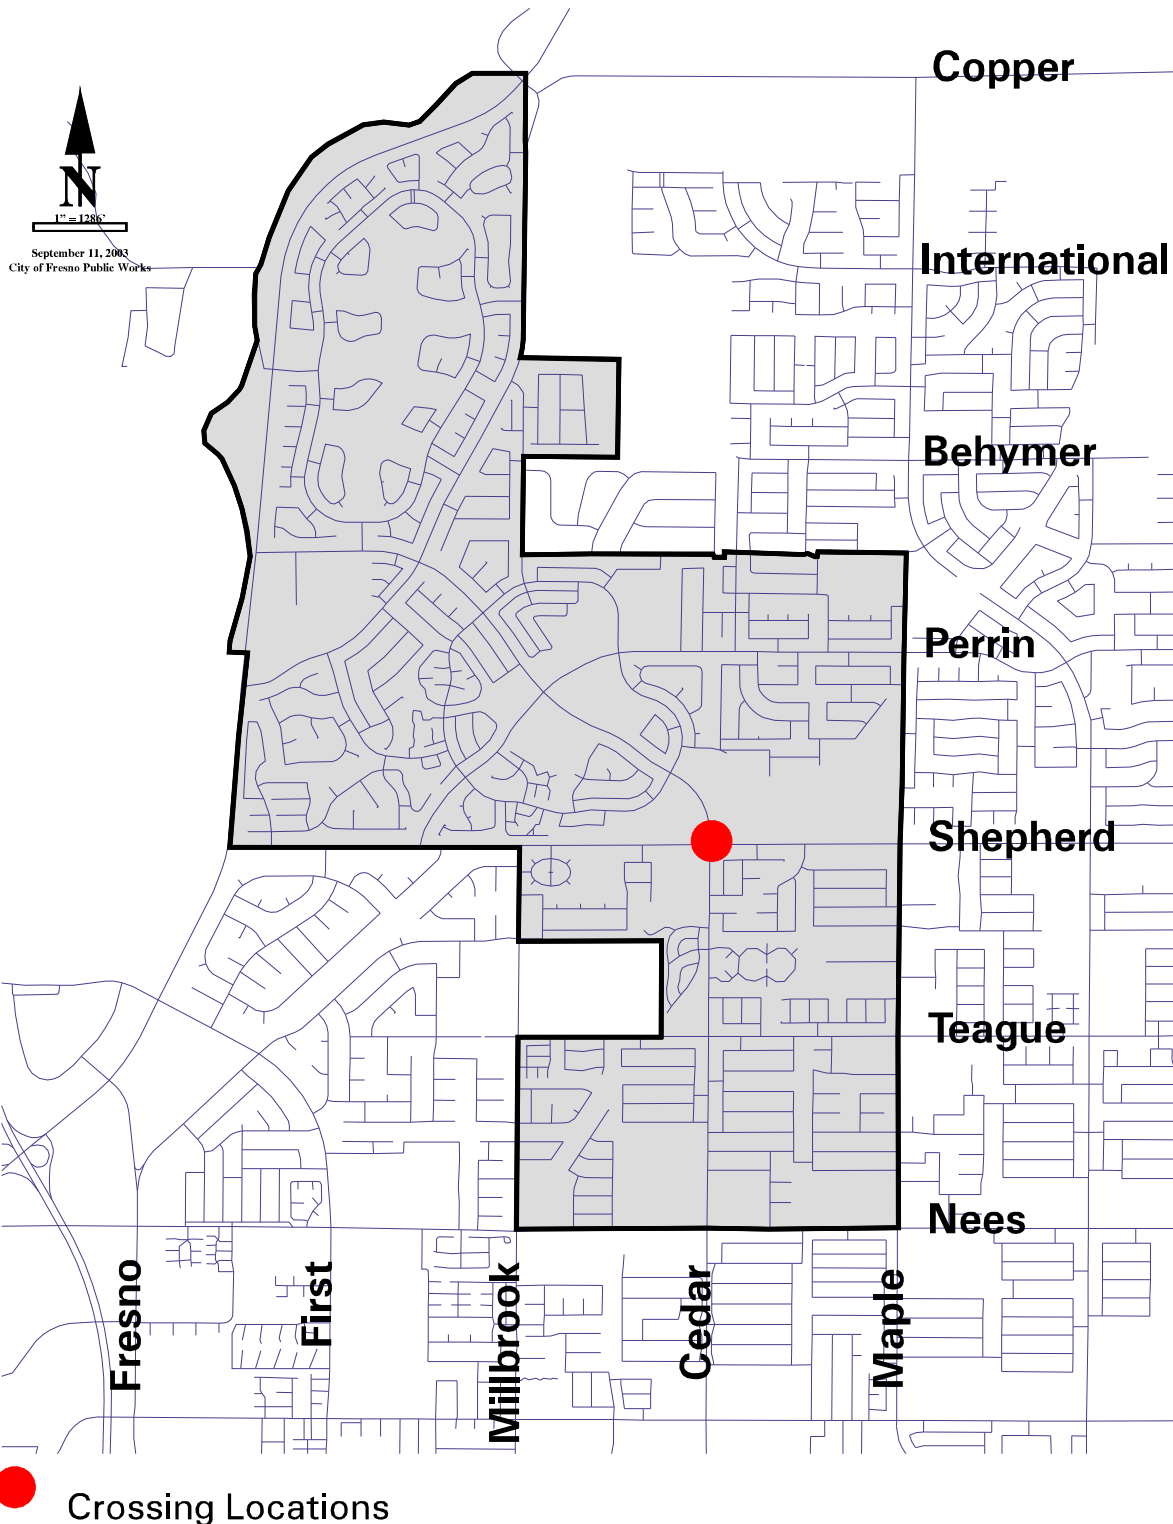 Copper
N
1" = 1286'
September 11, 2003
City of Fresno Public Works
International
Behymer
Perrin
Shepherd
Teague
Nees
Fresno
First
Millbrook
Cedar
Maple
Crossing Locations